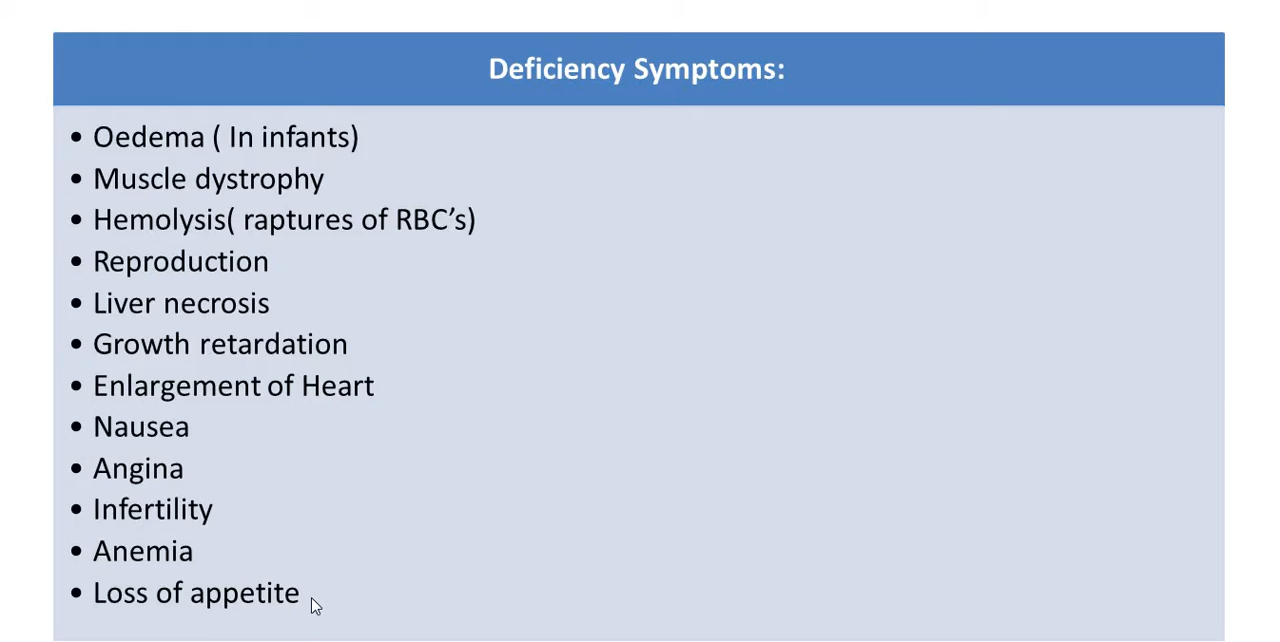 Deficiency Symptoms:
• Oedema ( In infants)
• Muscle dystrophy
• Hemolysis( raptures of RBC’s)
• Reproduction
• Liver necrosis
• Growth retardation
• Enlargement of Heart
• Nausea
• Angina
• Infertility
• Anemia
• Loss of appetite